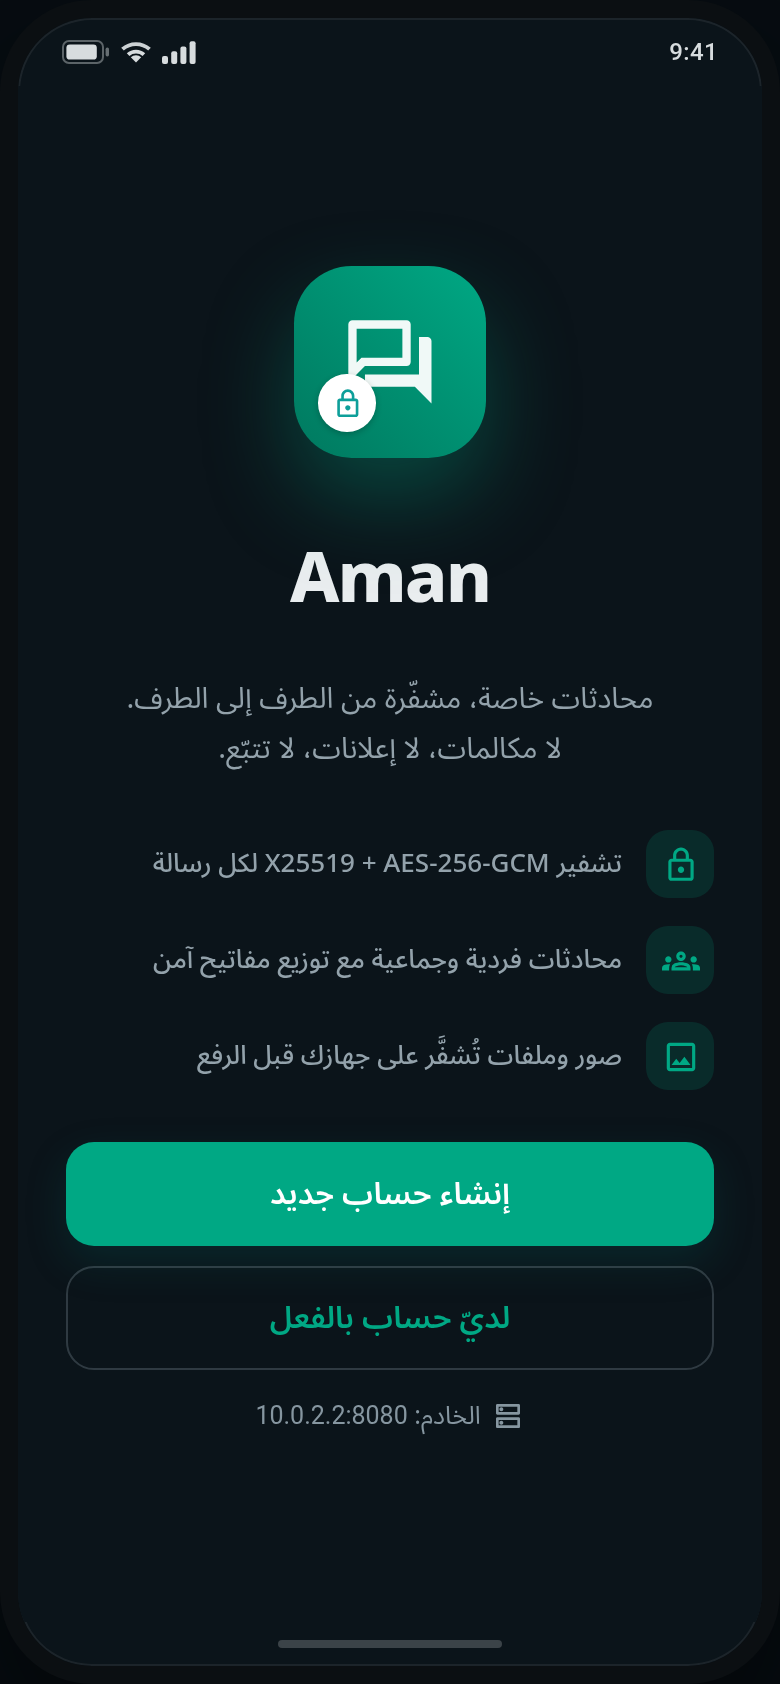 9:41
Aman
محادثات خاصة، مشفّرة من الطرف إلى الطرف.
لا مكالمات، لا إعلانات، لا تتبّع.
تشفير X25519 + AES-256-GCM لكل رسالة
محادثات فردية وجماعية مع توزيع مفاتيح آمن
صور وملفات تُشفَّر على جهازك قبل الرفع
إنشاء حساب جديد
لديّ حساب بالفعل
الخادم: 10.0.2.2:8080